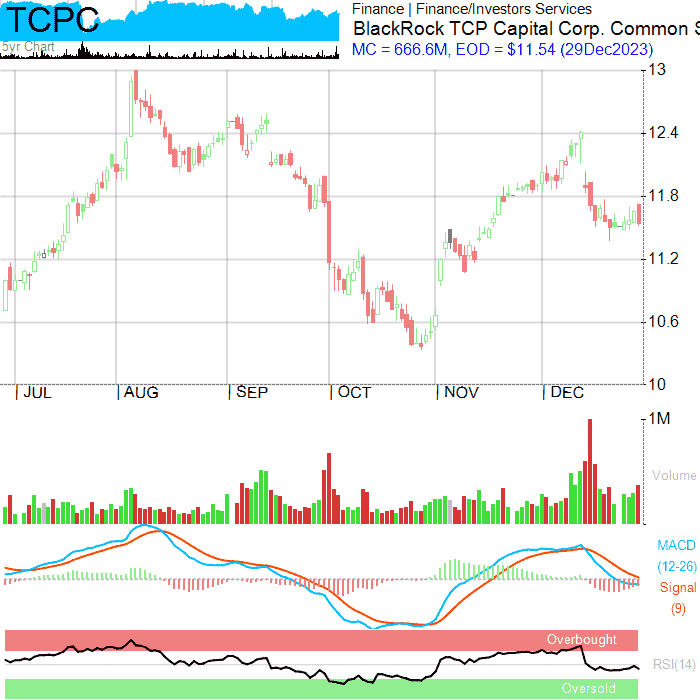 TCPC
5yr Chart
Finance | Finance/Investors Services
BlackRock TCP Capital Corp. Common S
MC = 666.6M, EOD = $11.54 (29Dec2023)
13
12.4
11.8
11.2
10.6
10
JUL AUG SEP OCT NOV DEC
1M
Volume
MACD
(12-26)
Signal
(9)
Overbought
RSI(14)
Oversold